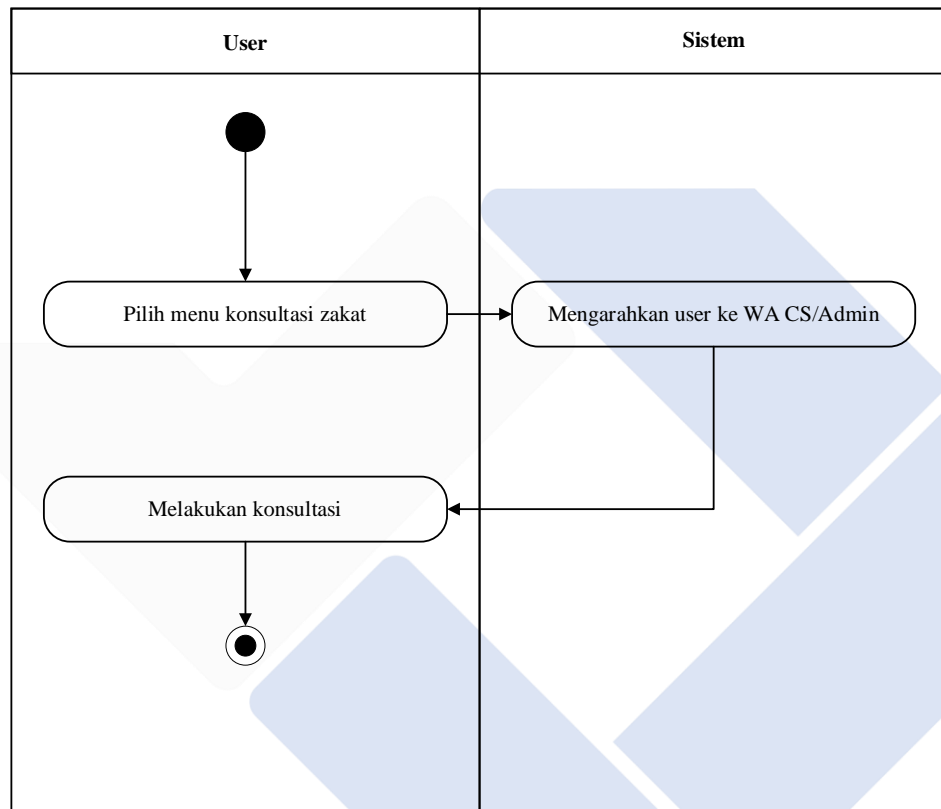 User
Sistem
Pilih menu konsultasi zakat
Mengarahkan user ke WA CS/Admin
Melakukan konsultasi